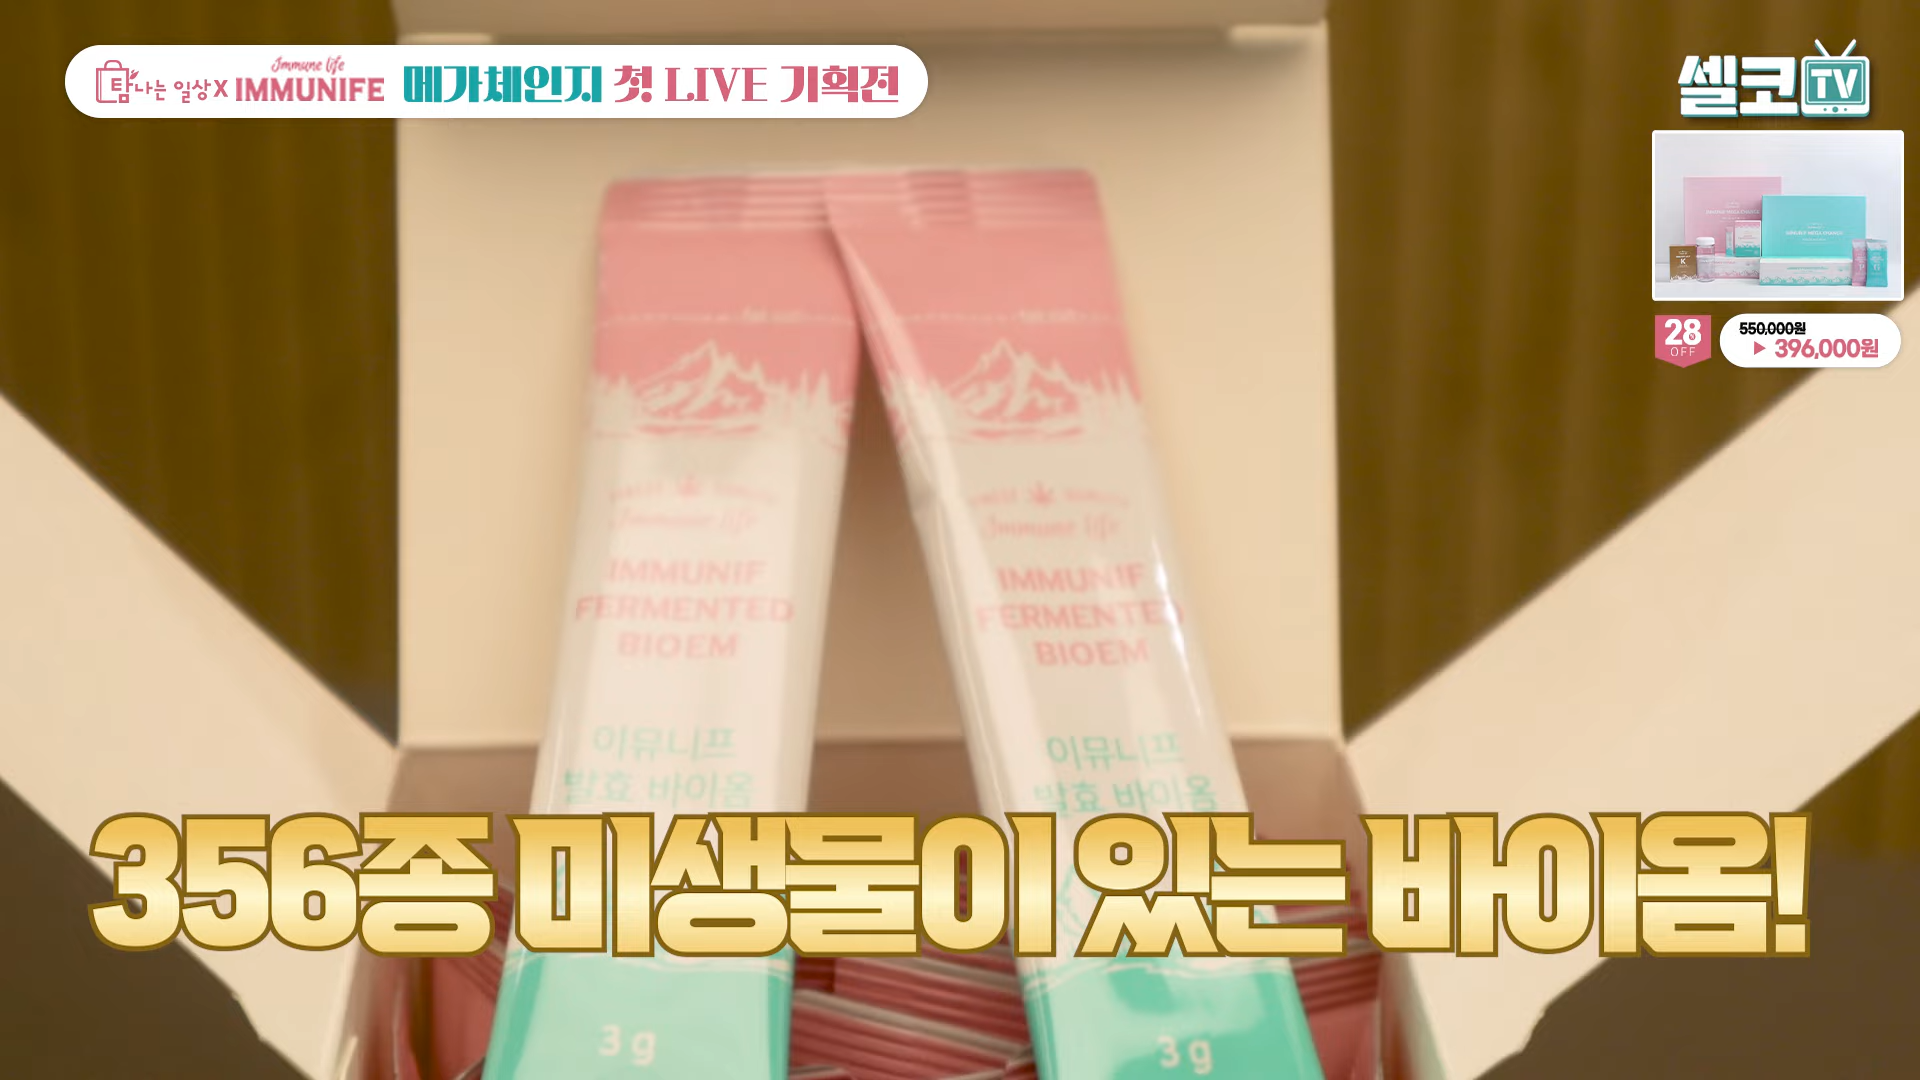 탐나는 일상 X Immune life IMMUNIFE 메가체인지 첫 LIVE 기획전
셀코TV
28 OFF
550,000원
▶ 396,000원
Immune life
IMMUNIF
FERMENTED
BIOEM
이뮤니프
발효 바이옴
3 g
Immune life
IMMUNIF
FERMENTED
BIOEM
이뮤니프
발효 바이옴
3 g
356종 미생물이 있는 바이옴!